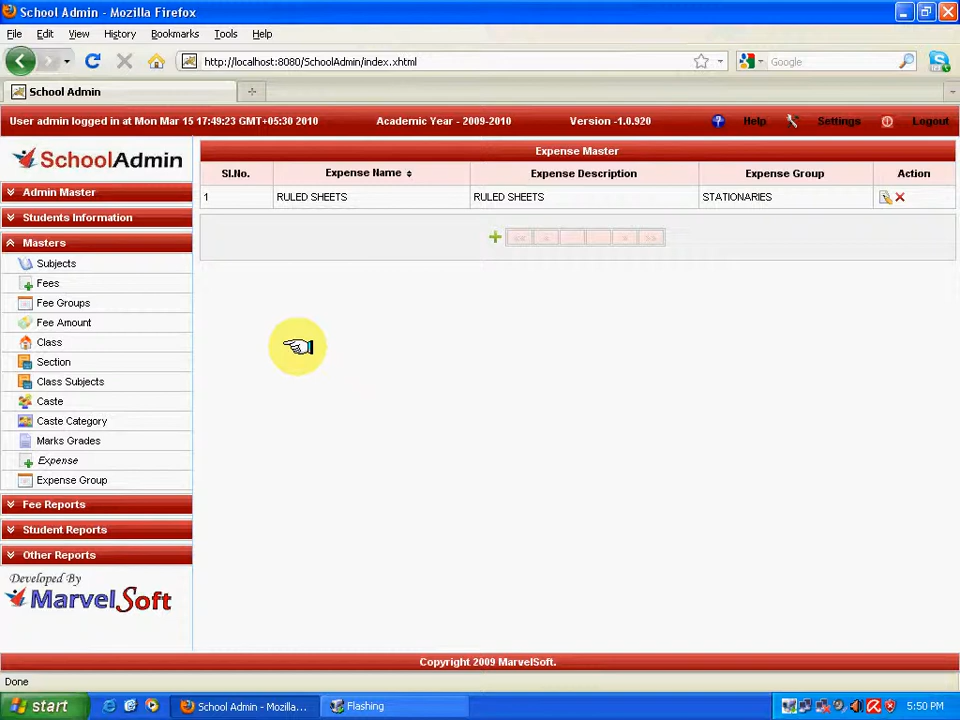 School Admin - Mozilla Firefox
File Edit View History Bookmarks Tools Help
http://localhost:8080/SchoolAdmin/index.xhtml
Google
School Admin
User admin logged in at Mon Mar 15 17:49:23 GMT+05:30 2010 Academic Year - 2009-2010 Version -1.0.920 Help Settings Logout
SchoolAdmin
Expense Master
Sl.No. Expense Name Expense Description Expense Group Action
1 RULED SHEETS RULED SHEETS STATIONARIES
<< >>
Admin Master
Students Information
Masters
Subjects
Fees
Fee Groups
Fee Amount
Class
Section
Class Subjects
Caste
Caste Category
Marks Grades
Expense
Expense Group
Fee Reports
Student Reports
Other Reports
Developed By
MarvelSoft
Copyright 2009 MarvelSoft.
Done
start School Admin - Mozilla... Flashing 5:50 PM